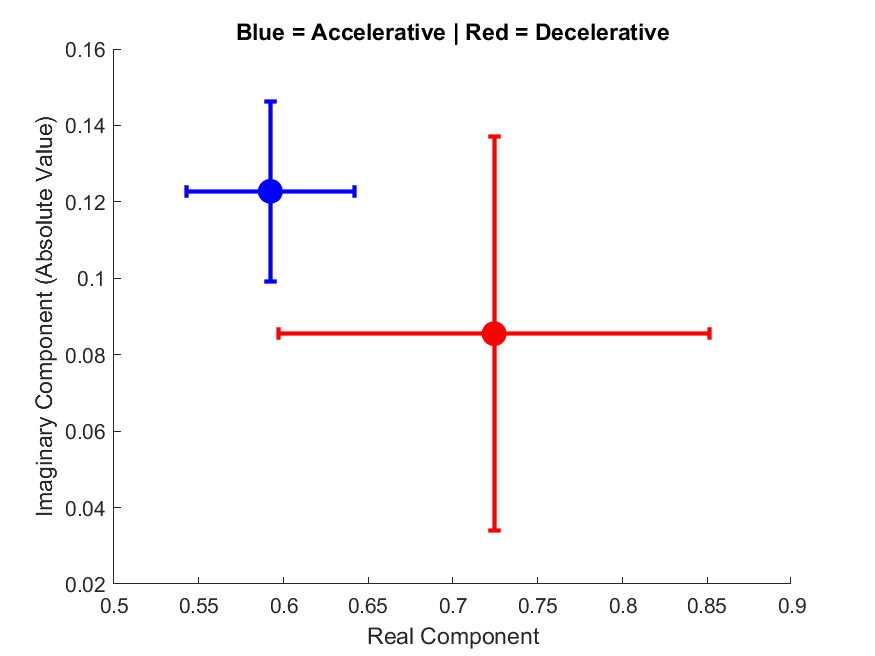 Blue = Accelerative | Red = Decelerative
0.16
0.14
0.12
0.1
0.08
0.06
0.04
0.02
Imaginary Component (Absolute Value)
0.5 0.55 0.6 0.65 0.7 0.75 0.8 0.85 0.9
Real Component